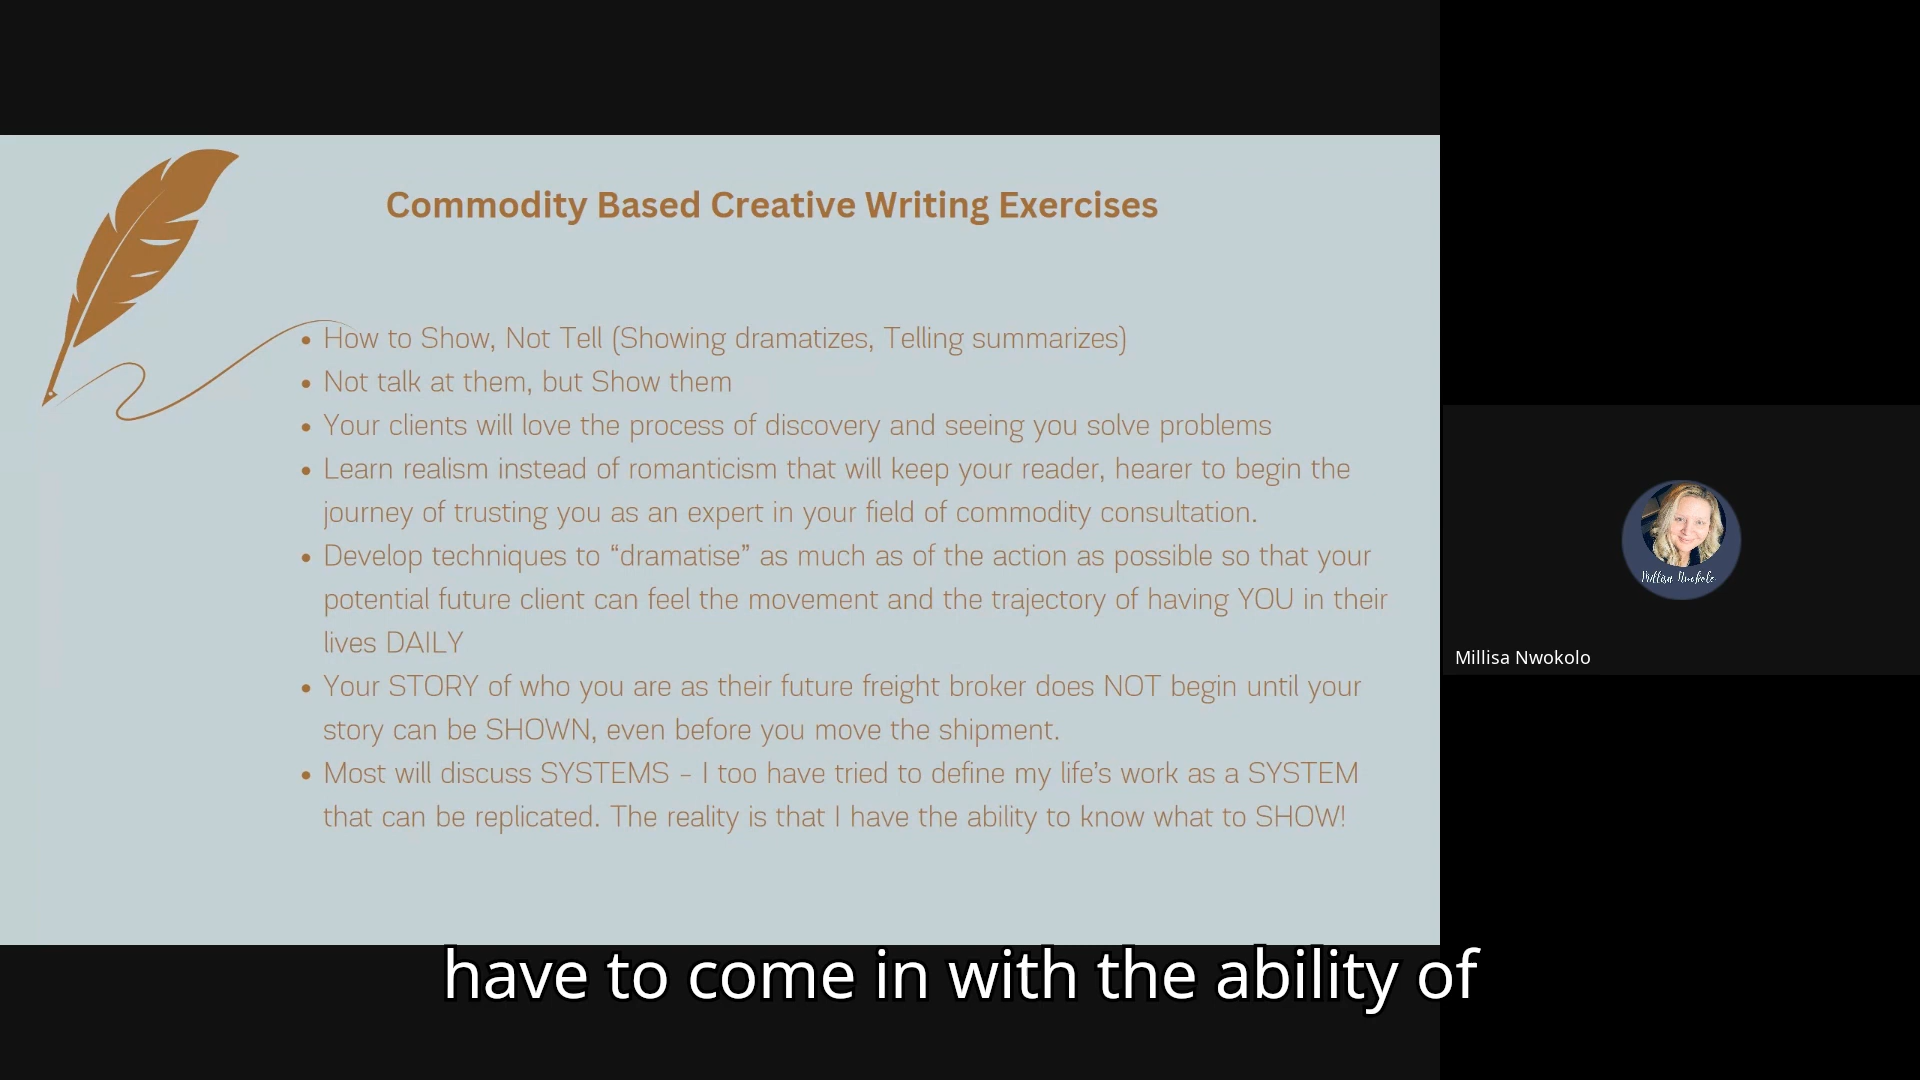 Commodity Based Creative Writing Exercises
• How to Show, Not Tell (Showing dramatizes, Telling summarizes)
• Not talk at them, but Show them
• Your clients will love the process of discovery and seeing you solve problems
• Learn realism instead of romanticism that will keep your reader, hearer to begin the
journey of trusting you as an expert in your field of commodity consultation.
• Develop techniques to “dramatise” as much as of the action as possible so that your
potential future client can feel the movement and the trajectory of having YOU in their
lives DAILY
• Your STORY of who you are as their future freight broker does NOT begin until your
story can be SHOWN, even before you move the shipment.
• Most will discuss SYSTEMS – I too have tried to define my life’s work as a SYSTEM
that can be replicated. The reality is that I have the ability to know what to SHOW!
Millisa Nwokolo
Millisa Nwokolo
have to come in with the ability of